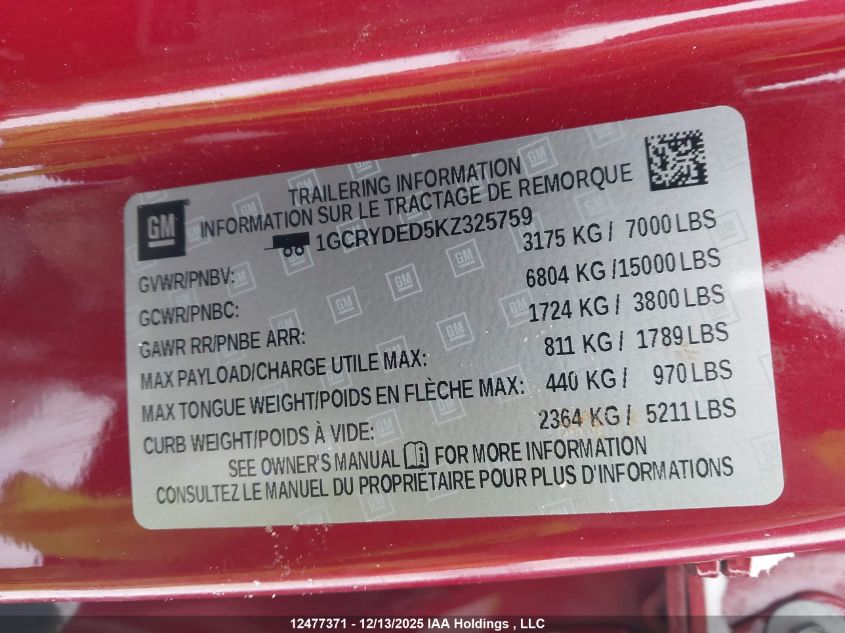 GM
TRAILERING INFORMATION
INFORMATION SUR LE TRACTAGE DE REMORQUE
1GCRYDED5KZ325759
GVWR/PNBV: 3175 KG / 7000 LBS
GCWR/PNBC: 6804 KG / 15000 LBS
GAWR RR/PNBE ARR: 1724 KG / 3800 LBS
MAX PAYLOAD/CHARGE UTILE MAX: 811 KG / 1789 LBS
MAX TONGUE WEIGHT/POIDS EN FLÈCHE MAX: 440 KG / 970 LBS
CURB WEIGHT/POIDS À VIDE: 2364 KG / 5211 LBS
SEE OWNER'S MANUAL FOR MORE INFORMATION
CONSULTEZ LE MANUEL DU PROPRIÉTAIRE POUR PLUS D'INFORMATIONS
12477371 - 12/13/2025 IAA Holdings , LLC